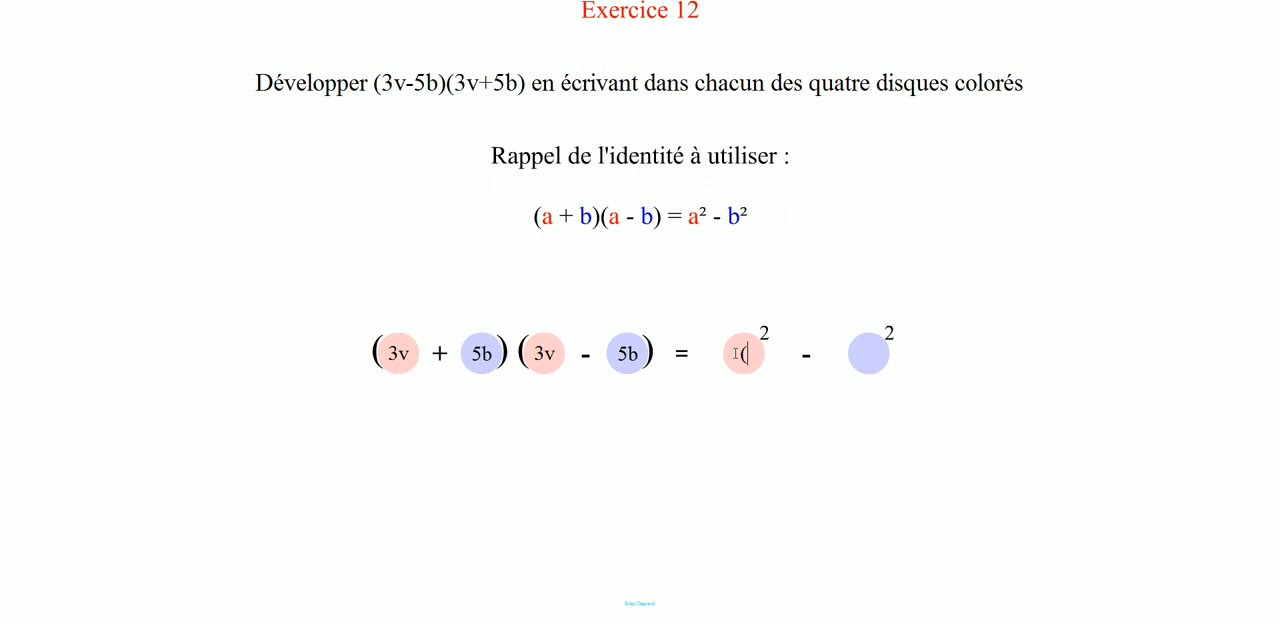 Exercice 12
Développer (3v-5b)(3v+5b) en écrivant dans chacun des quatre disques colorés
Rappel de l'identité à utiliser :
(a + b)(a - b) = a² - b²
(3v + 5b) (3v - 5b) = (² - ²